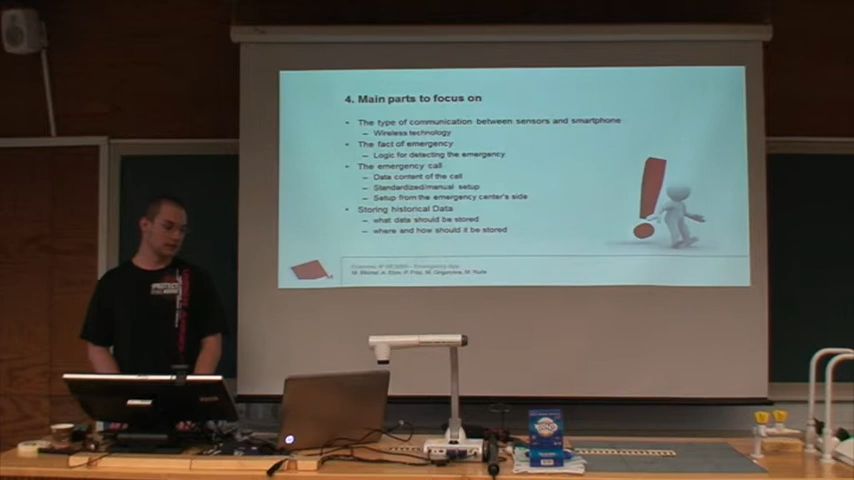 4. Main parts to focus on
• The type of communication between sensors and smartphone
– Wireless technology
• The fact of emergency
– Logic for detecting the emergency
• The emergency call
– Data content of the call
– Standardized/manual setup
– Setup from the emergency center's side
• Storing historical Data
– what data should be stored
– where and how should it be stored
Emergency App
PROTECT